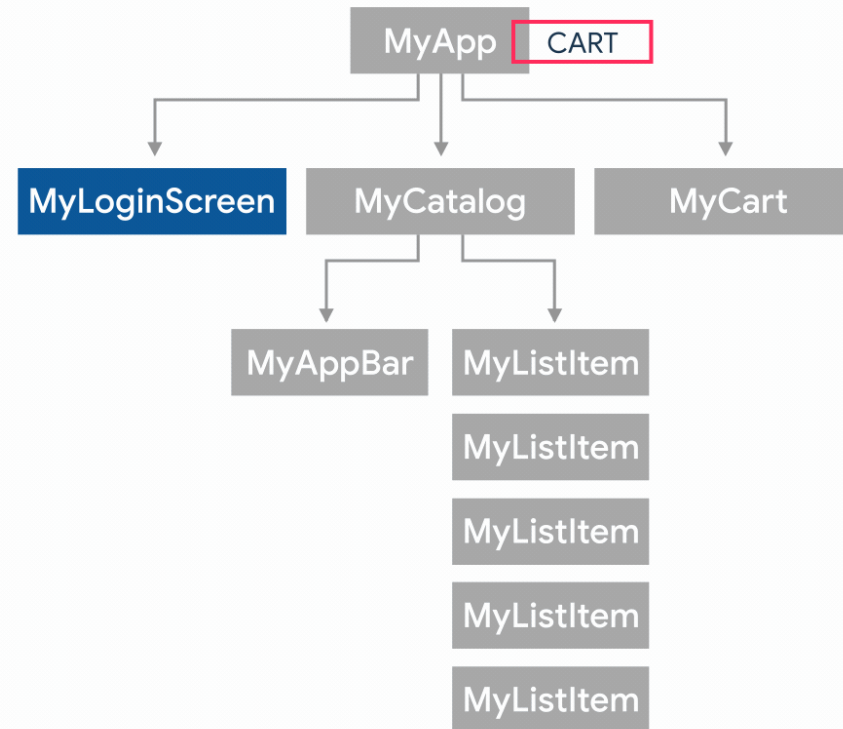 MyApp
CART
MyLoginScreen
MyCatalog
MyCart
MyAppBar
MyListItem
MyListItem
MyListItem
MyListItem
MyListItem